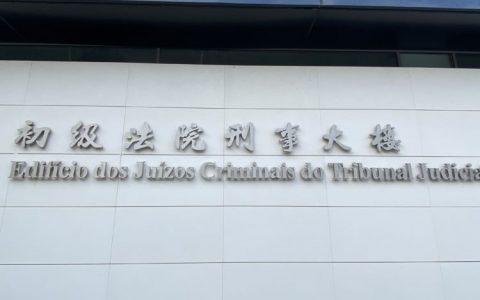 初級法院刑事大樓
Edifício dos Juízos Criminais do Tribunal Judicia